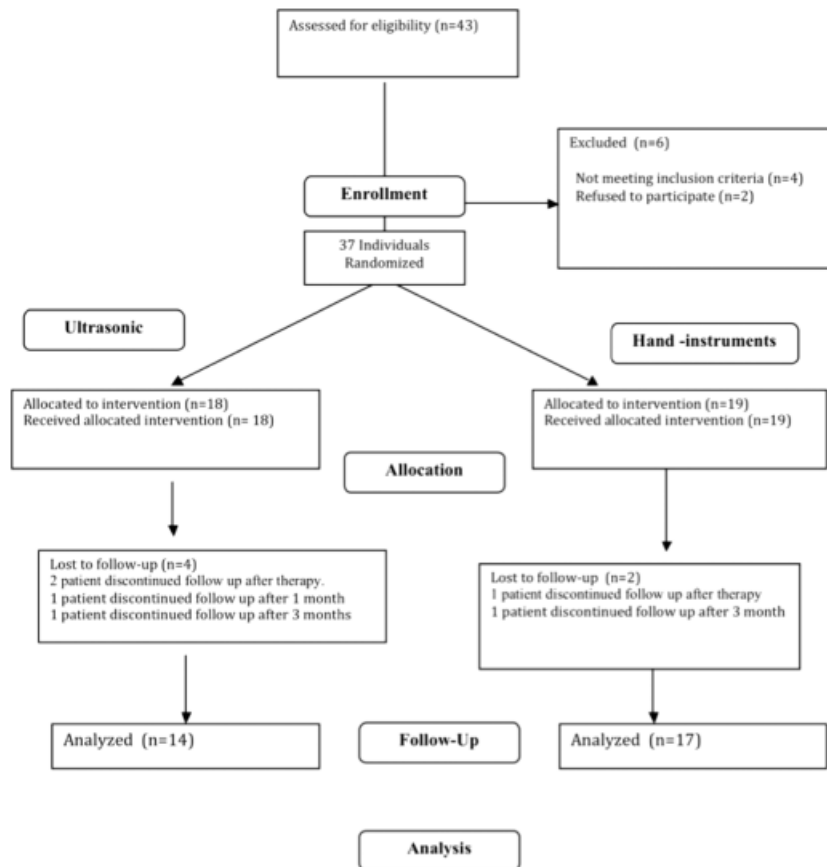 Assessed for eligibility (n=43)
Excluded (n=6)
Not meeting inclusion criteria (n=4)
Refused to participate (n=2)
Enrollment
37 Individuals
Randomized
Ultrasonic
Hand -instruments
Allocated to intervention (n=18)
Received allocated intervention (n= 18)
Allocated to intervention (n=19)
Received allocated intervention (n=19)
Allocation
Lost to follow-up (n=4)
2 patient discontinued follow up after therapy.
1 patient discontinued follow up after 1 month
1 patient discontinued follow up after 3 months
Lost to follow-up (n=2)
1 patient discontinued follow up after therapy
1 patient discontinued follow up after 3 month
Analyzed (n=14)
Follow-Up
Analyzed (n=17)
Analysis